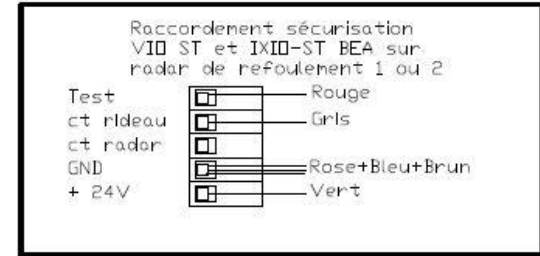 Raccordement sécurisation
VIO ST et IXIO-ST BEA sur
radar de refoulement 1 ou 2
Test Rouge
ct rideau Gris
ct radar
GND Rose+Bleu+Brun
+ 24V Vert